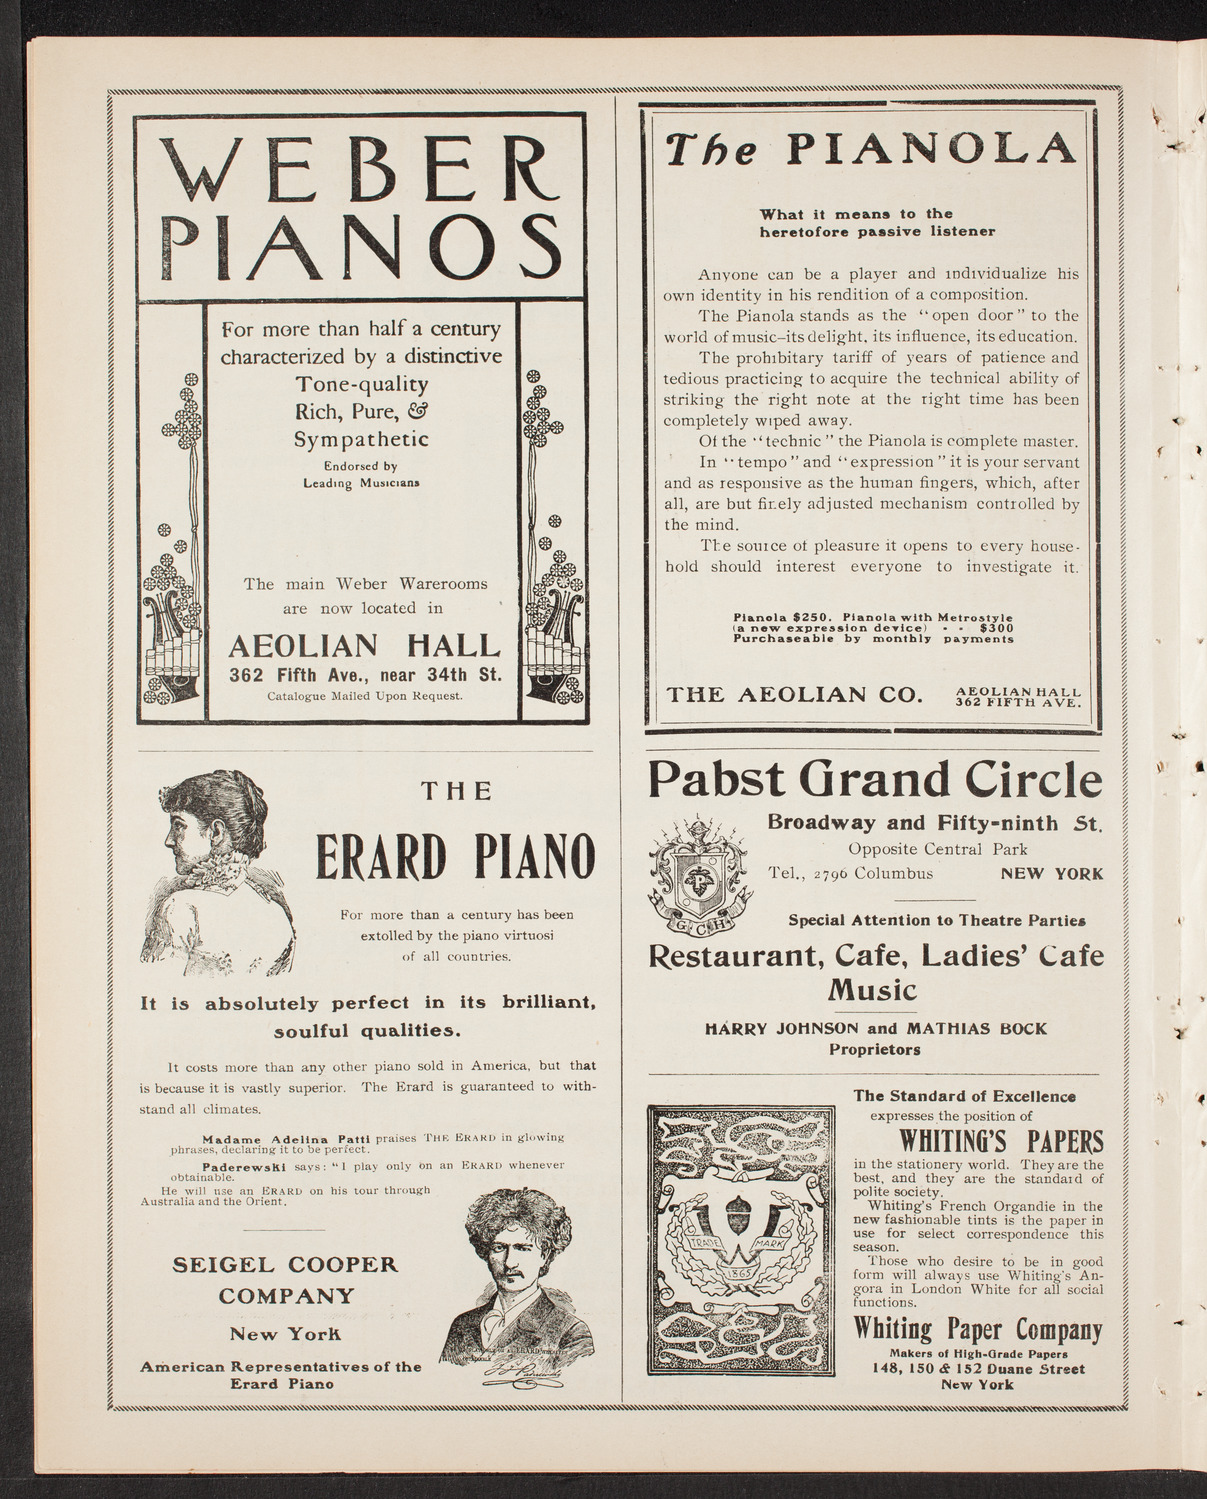 WEBER
PIANOS
For more than half a century
characterized by a distinctive
Tone-quality
Rich, Pure, &
Sympathetic
Endorsed by
Leading Musicians
The main Weber Warerooms
are now located in
AEOLIAN HALL
362 Fifth Ave., near 34th St.
Catalogue Mailed Upon Request.
THE
ERARD PIANO
For more than a century has been
extolled by the piano virtuosi
of all countries.
It is absolutely perfect in its brilliant,
soulful qualities.
It costs more than any other piano sold in America, but that
is because it is vastly superior. The Erard is guaranteed to with-
stand all climates.
Madame Adelina Patti praises THE ERARD in glowing
phrases, declaring it to be perfect.
Paderewski says: "I play only on an ERARD whenever
obtainable.
He will use an ERARD on his tour through
Australia and the Orient.
SEIGEL COOPER
COMPANY
New York
American Representatives of the
Erard Piano
The PIANOLA
What it means to the
heretofore passive listener
Anyone can be a player and individualize his
own identity in his rendition of a composition.
The Pianola stands as the "open door" to the
world of music—its delight, its influence, its education.
The prohibitary tariff of years of patience and
tedious practicing to acquire the technical ability of
striking the right note at the right time has been
completely wiped away.
Of the "technic" the Pianola is complete master.
In "tempo" and "expression" it is your servant
and as responsive as the human fingers, which, after
all, are but finely adjusted mechanism controlled by
the mind.
The source of pleasure it opens to every house-
hold should interest everyone to investigate it.
Pianola $250. Pianola with Metrostyle
(a new expression device) - - $300
Purchaseable by monthly payments
THE AEOLIAN CO. AEOLIAN HALL
362 FIFTH AVE.
Pabst Grand Circle
Broadway and Fifty-ninth St.
Opposite Central Park
Tel., 2796 Columbus NEW YORK
G C H
Special Attention to Theatre Parties
Restaurant, Cafe, Ladies' Cafe
Music
HARRY JOHNSON and MATHIAS BOCK
Proprietors
The Standard of Excellence
expresses the position of
WHITING'S PAPERS
in the stationery world. They are the
best, and they are the standard of
polite society.
Whiting's French Organdie in the
new fashionable tints is the paper in
use for select correspondence this
season.
Those who desire to be in good
form will always use Whiting's An-
gora in London White for all social
functions.
Whiting Paper Company
Makers of High-Grade Papers
148, 150 & 152 Duane Street
New York
TRADE MARK
1865